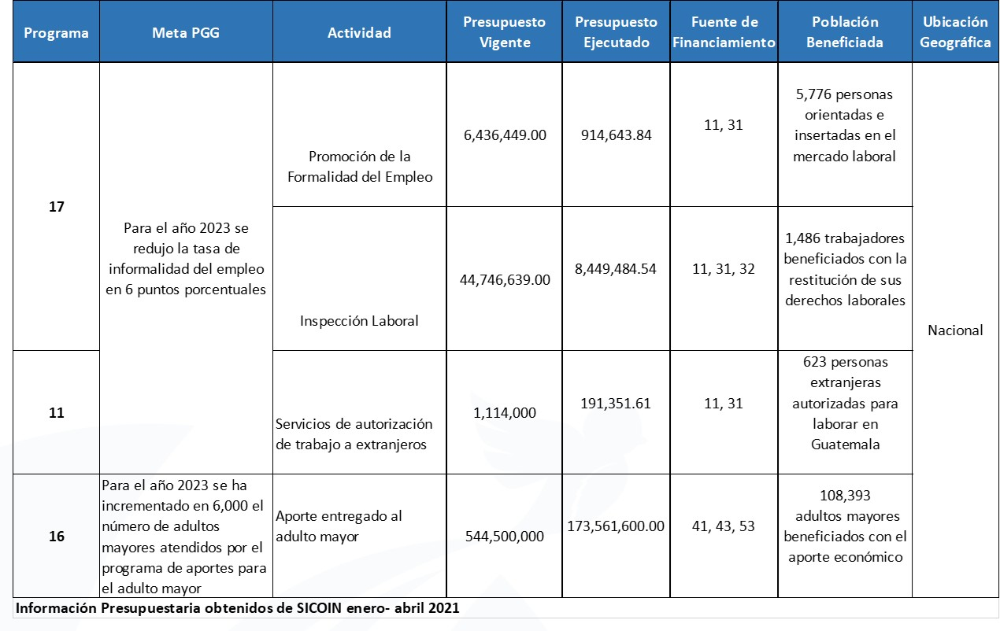 Programa
Meta PGG
Actividad
Presupuesto
Vigente
Presupuesto
Ejecutado
Fuente de
Financiamiento
Población
Beneficiada
Ubicación
Geográfica
17
Para el año 2023 se
redujo la tasa de
informalidad del empleo
en 6 puntos porcentuales
Promoción de la
Formalidad del Empleo
6,436,449.00
914,643.84
11, 31
5,776 personas
orientadas e
insertadas en el
mercado laboral
Nacional
Inspección Laboral
44,746,639.00
8,449,484.54
11, 31, 32
1,486 trabajadores
beneficiados con la
restitución de sus
derechos laborales
11
Servicios de autorización
de trabajo a extranjeros
1,114,000
191,351.61
11, 31
623 personas
extranjeras
autorizadas para
laborar en
Guatemala
16
Para el año 2023 se ha
incrementado en 6,000 el
número de adultos
mayores atendidos por el
programa de aportes para
el adulto mayor
Aporte entregado al
adulto mayor
544,500,000
173,561,600.00
41, 43, 53
108,393
adultos mayores
beneficiados con el
aporte económico
Información Presupuestaria obtenidos de SICOIN enero- abril 2021